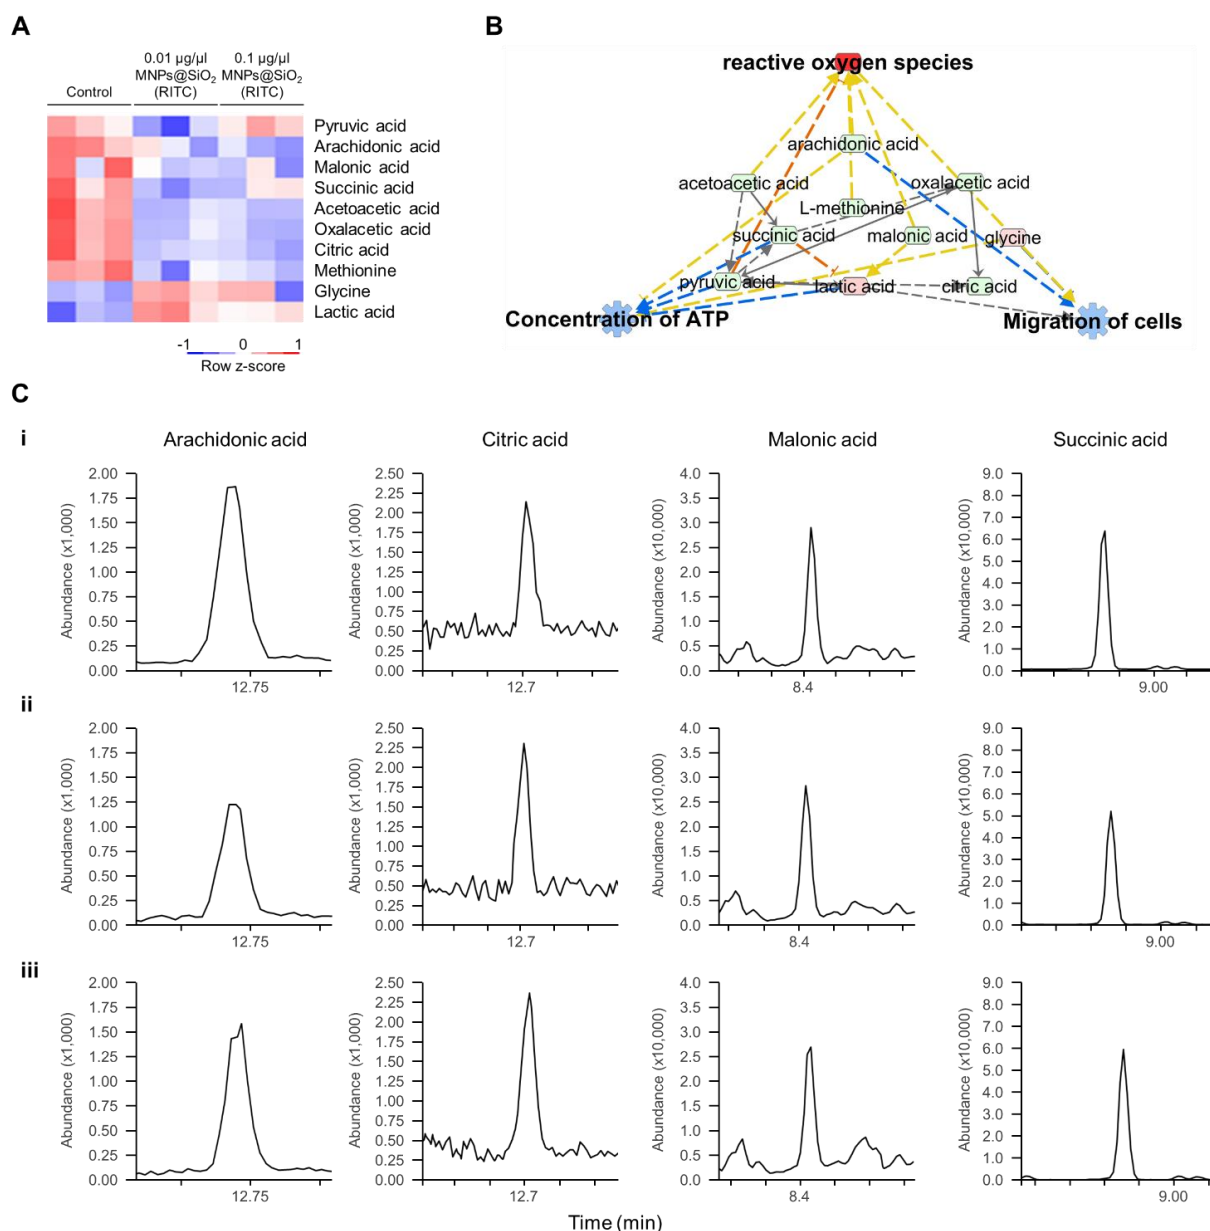 A
B
0.01 µg/µl
MNPs@SiO2
(RITC)
0.1 µg/µl
MNPs@SiO2
(RITC)
Control
Pyruvic acid
Arachidonic acid
Malonic acid
Succinic acid
Acetoacetic acid
Oxalacetic acid
Citric acid
Methionine
Glycine
Lactic acid
-1 0 1
Row z-score
reactive oxygen species
arachidonic acid
acetoacetic acid
oxalacetic acid
L-methionine
succinic acid
malonic acid
glycine
pyruvic acid
lactic acid
citric acid
Concentration of ATP
Migration of cells
C
i
Arachidonic acid
Citric acid
Malonic acid
Succinic acid
Abundance (x1,000)
2.00
1.75
1.50
1.25
1.00
0.75
0.50
0.25
0.00
12.75
Abundance (x1,000)
2.50
2.25
2.00
1.75
1.50
1.25
1.00
0.75
0.50
0.25
0.00
12.7
Abundance (x10,000)
4.0
3.5
3.0
2.5
2.0
1.5
1.0
0.5
0.0
8.4
Abundance (x10,000)
9.0
8.0
7.0
6.0
5.0
4.0
3.0
2.0
1.0
0.0
9.00
ii
Abundance (x1,000)
2.00
1.75
1.50
1.25
1.00
0.75
0.50
0.25
0.00
12.75
Abundance (x1,000)
2.50
2.25
2.00
1.75
1.50
1.25
1.00
0.75
0.50
0.25
0.00
12.7
Abundance (x10,000)
4.0
3.5
3.0
2.5
2.0
1.5
1.0
0.5
0.0
8.4
Abundance (x10,000)
9.0
8.0
7.0
6.0
5.0
4.0
3.0
2.0
1.0
0.0
9.00
iii
Abundance (x1,000)
2.00
1.75
1.50
1.25
1.00
0.75
0.50
0.25
0.00
12.75
Abundance (x1,000)
2.50
2.25
2.00
1.75
1.50
1.25
1.00
0.75
0.50
0.25
0.00
12.7
Abundance (x10,000)
4.0
3.5
3.0
2.5
2.0
1.5
1.0
0.5
0.0
8.4
Abundance (x10,000)
9.0
8.0
7.0
6.0
5.0
4.0
3.0
2.0
1.0
0.0
9.00
Time (min)